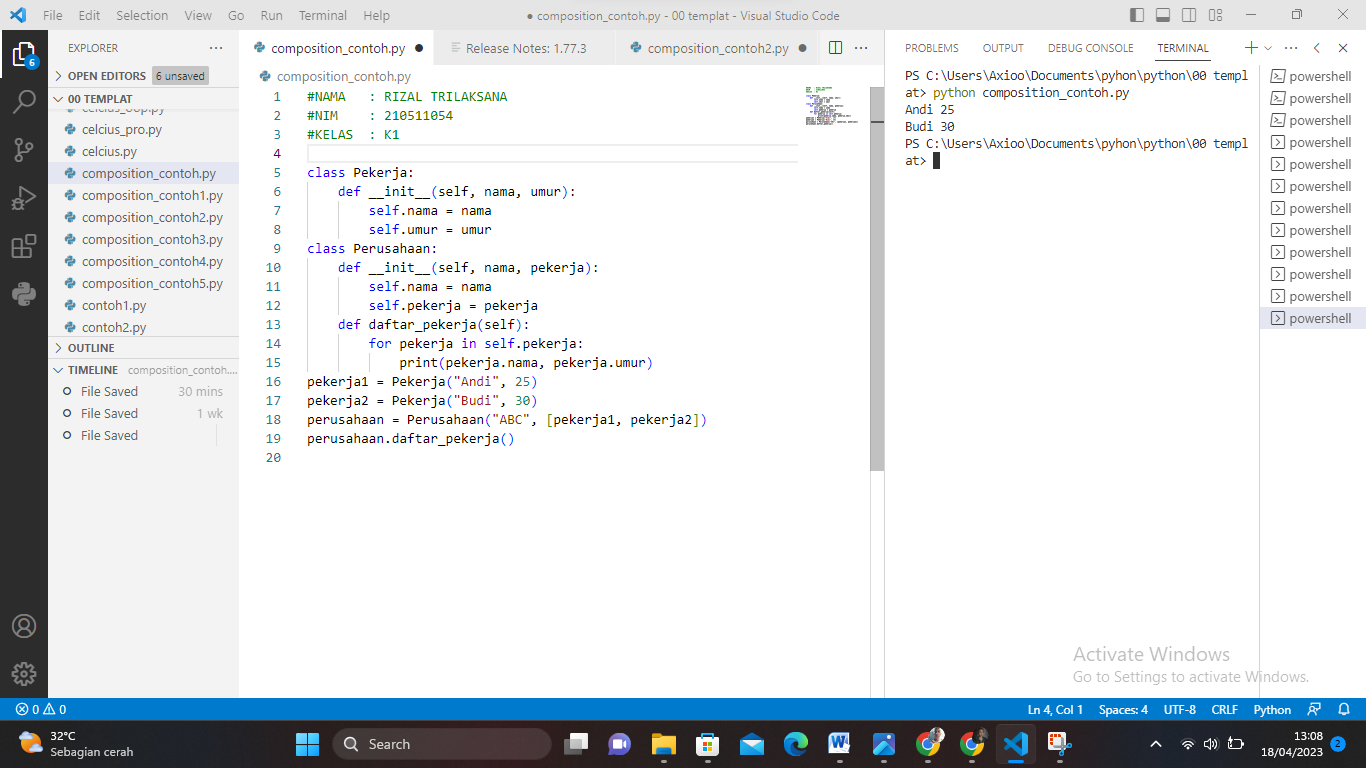 File Edit Selection View Go Run Terminal Help
● composition_contoh.py - 00 templat - Visual Studio Code
6
EXPLORER
OPEN EDITORS 6 unsaved
00 TEMPLAT
celcius_oop.py
celcius_pro.py
celcius.py
composition_contoh.py
composition_contoh1.py
composition_contoh2.py
composition_contoh3.py
composition_contoh4.py
composition_contoh5.py
contoh1.py
contoh2.py
OUTLINE
TIMELINE composition_contoh....
File Saved 30 mins
File Saved 1 wk
File Saved
composition_contoh.py ●
Release Notes: 1.77.3
composition_contoh2.py ●
composition_contoh.py
1 #NAMA   : RIZAL TRILAKSANA
2 #NIM    : 210511054
3 #KELAS  : K1
4
5 class Pekerja:
6     def __init__(self, nama, umur):
7         self.nama = nama
8         self.umur = umur
9 class Perusahaan:
10     def __init__(self, nama, pekerja):
11         self.nama = nama
12         self.pekerja = pekerja
13     def daftar_pekerja(self):
14         for pekerja in self.pekerja:
15             print(pekerja.nama, pekerja.umur)
16 pekerja1 = Pekerja("Andi", 25)
17 pekerja2 = Pekerja("Budi", 30)
18 perusahaan = Perusahaan("ABC", [pekerja1, pekerja2])
19 perusahaan.daftar_pekerja()
20
PROBLEMS OUTPUT DEBUG CONSOLE TERMINAL
PS C:\Users\Axioo\Documents\pyhon\python\00 templ
at> python composition_contoh.py
Andi 25
Budi 30
PS C:\Users\Axioo\Documents\pyhon\python\00 templ
at>
powershell
powershell
powershell
powershell
powershell
powershell
powershell
powershell
powershell
powershell
powershell
powershell
Activate Windows
Go to Settings to activate Windows.
0 0
Ln 4, Col 1 Spaces: 4 UTF-8 CRLF Python
32°C
Sebagian cerah
Search
13:08
18/04/2023
2